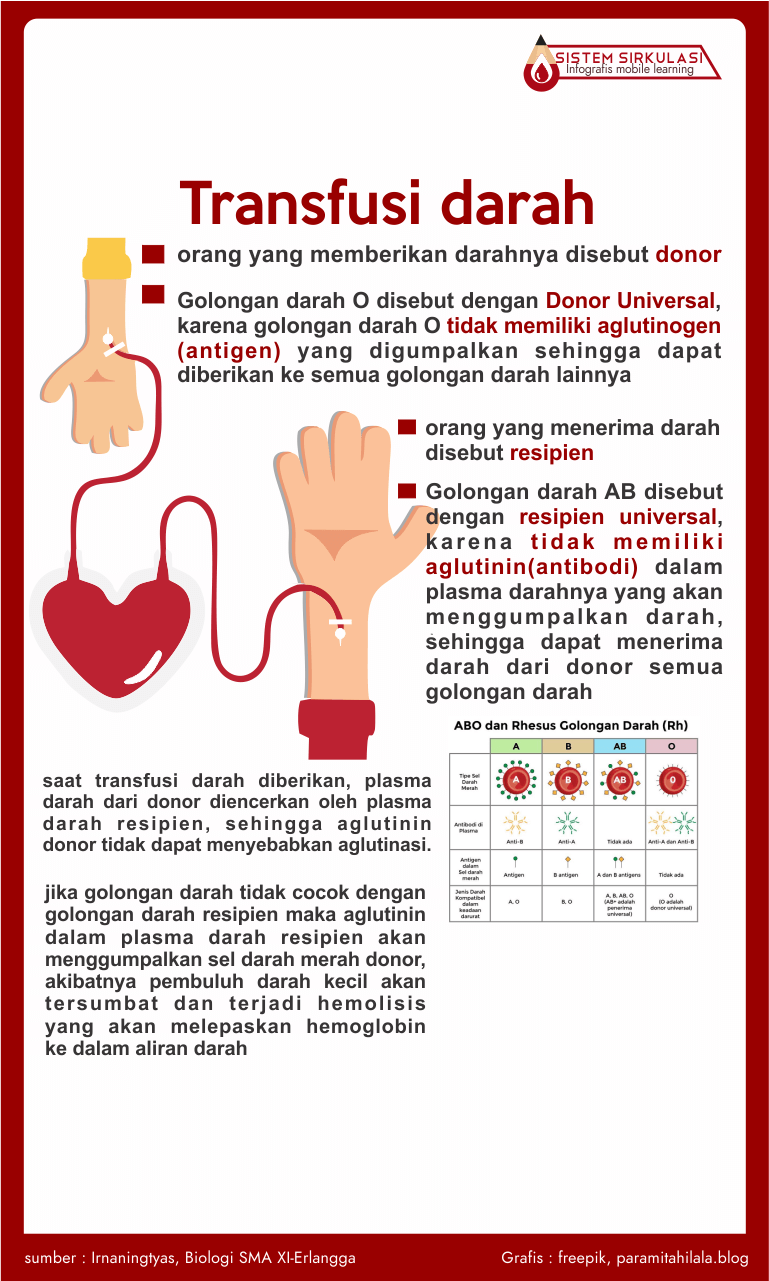 SISTEM SIRKULASI
Infografis mobile learning
Transfusi darah
orang yang memberikan darahnya disebut donor
Golongan darah O disebut dengan Donor Universal,
karena golongan darah O tidak memiliki aglutinogen
(antigen) yang digumpalkan sehingga dapat
diberikan ke semua golongan darah lainnya
orang yang menerima darah
disebut resipien
Golongan darah AB disebut
dengan resipien universal,
karena tidak memiliki
aglutinin(antibodi) dalam
plasma darahnya yang akan
menggumpalkan darah,
sehingga dapat menerima
darah dari donor semua
golongan darah
ABO dan Rhesus Golongan Darah (Rh)
A B AB O
Tipe Sel
Darah
Merah
A B AB O
Antibodi di
Plasma
Anti-B Anti-A Tidak ada Anti-A dan Anti-B
Antigen
dalam
Sel darah
merah
Antigen B antigen A dan B antigens Tidak ada
Jenis Darah
Kompatibel
dalam
keadaan
darurat
A, O
B, O
A, B, AB, O
(AB+ adalah
penerima
universal)
O
(O adalah
donor universal)
saat transfusi darah diberikan, plasma
darah dari donor diencerkan oleh plasma
darah resipien, sehingga aglutinin
donor tidak dapat menyebabkan aglutinasi.
jika golongan darah tidak cocok dengan
golongan darah resipien maka aglutinin
dalam plasma darah resipien akan
menggumpalkan sel darah merah donor,
akibatnya pembuluh darah kecil akan
tersumbat dan terjadi hemolisis
yang akan melepaskan hemoglobin
ke dalam aliran darah
sumber : Irnaningtyas, Biologi SMA XI-Erlangga
Grafis : freepik, paramitahilala.blog